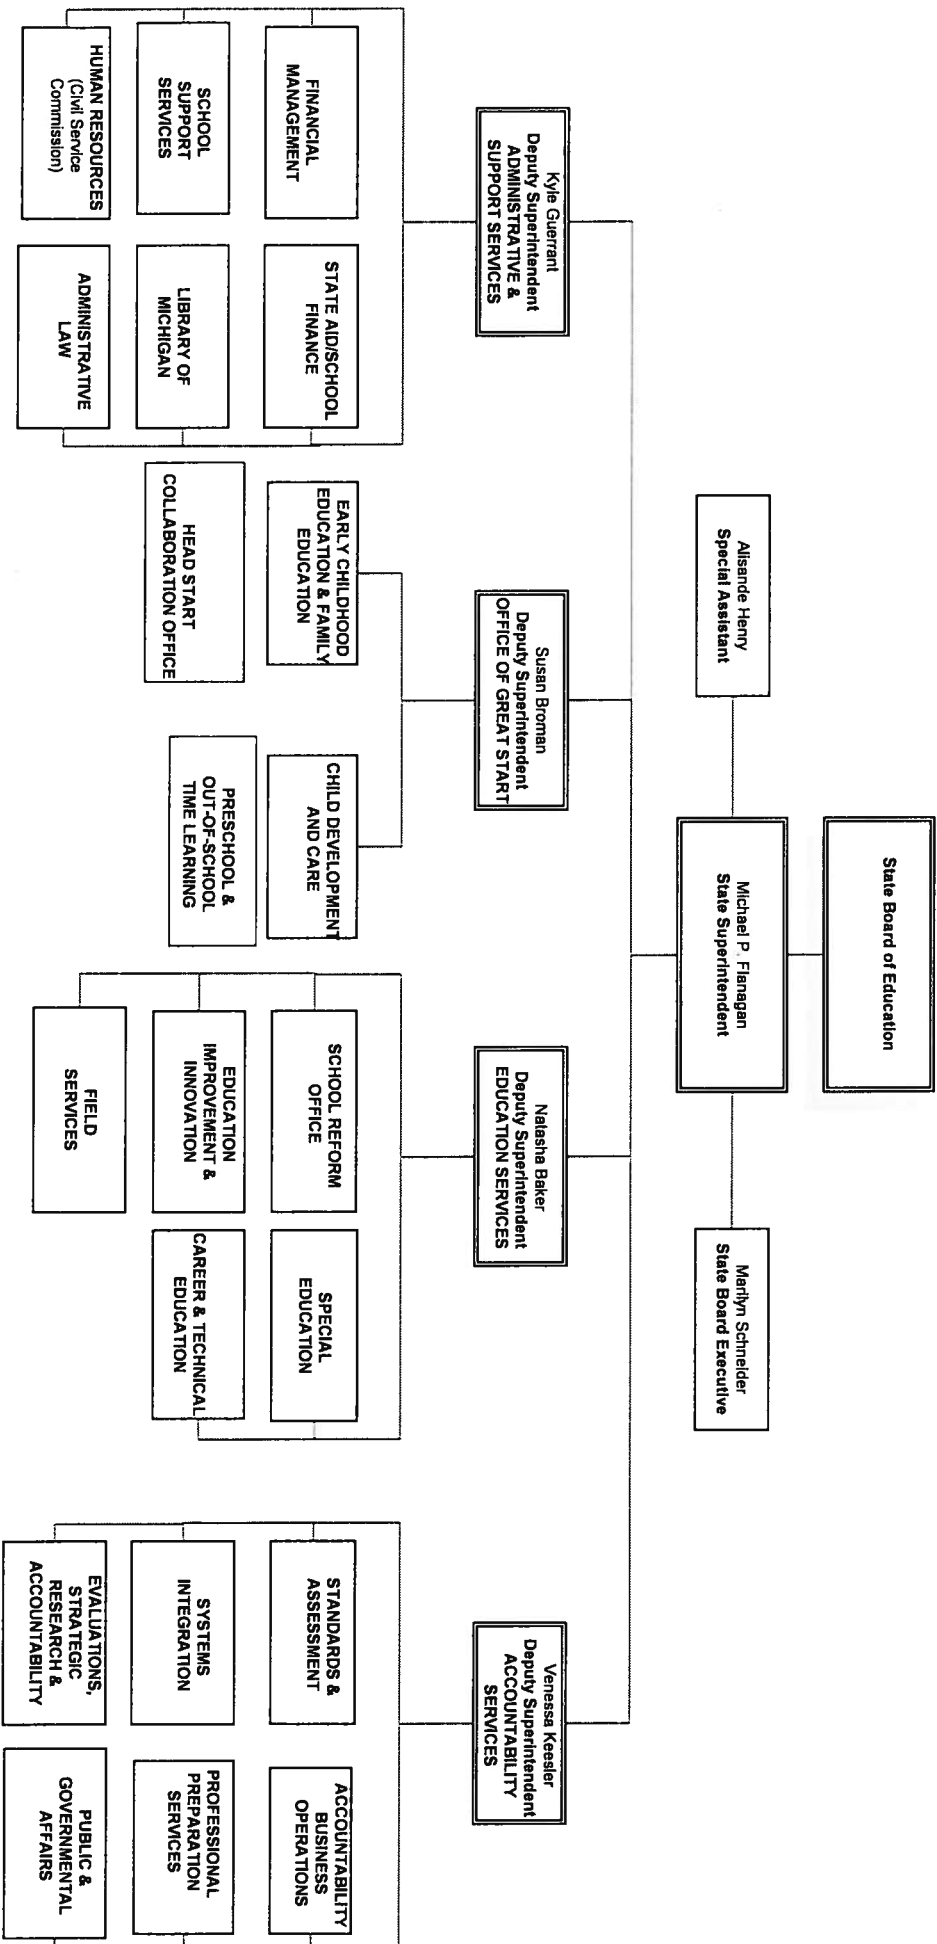 State Board of Education
Michael P. Flanagan
State Superintendent
Alisande Henry
Special Assistant
Marilyn Schneider
State Board Executive
Kyle Guerrant
Deputy Superintendent
ADMINISTRATIVE &
SUPPORT SERVICES
Susan Broman
Deputy Superintendent
OFFICE OF GREAT START
Natasha Baker
Deputy Superintendent
EDUCATION SERVICES
Venessa Keesler
Deputy Superintendent
ACCOUNTABILITY
SERVICES
FINANCIAL
MANAGEMENT
STATE AID/SCHOOL
FINANCE
SCHOOL
SUPPORT
SERVICES
LIBRARY OF
MICHIGAN
HUMAN RESOURCES
(Civil Service
Commission)
ADMINISTRATIVE
LAW
EARLY CHILDHOOD
EDUCATION & FAMILY
EDUCATION
CHILD DEVELOPMENT
AND CARE
HEAD START
COLLABORATION OFFICE
PRESCHOOL &
OUT-OF-SCHOOL
TIME LEARNING
SCHOOL REFORM
OFFICE
SPECIAL
EDUCATION
EDUCATION
IMPROVEMENT &
INNOVATION
CAREER & TECHNICAL
EDUCATION
FIELD
SERVICES
STANDARDS &
ASSESSMENT
ACCOUNTABILITY
BUSINESS
OPERATIONS
SYSTEMS
INTEGRATION
PROFESSIONAL
PREPARATION
SERVICES
EVALUATIONS,
STRATEGIC
RESEARCH &
ACCOUNTABILITY
PUBLIC &
GOVERNMENTAL
AFFAIRS